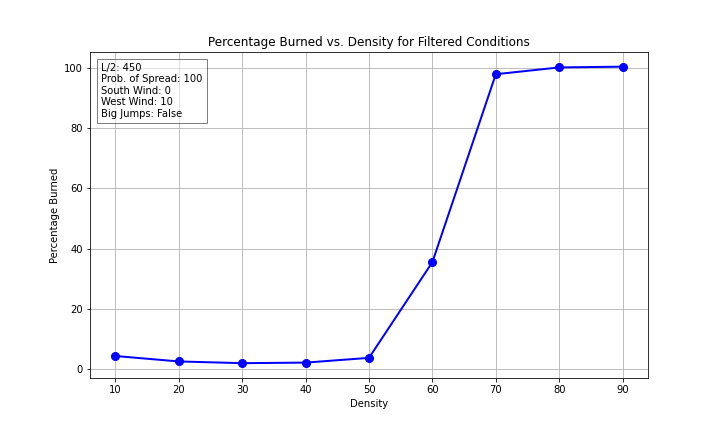 Percentage Burned vs. Density for Filtered Conditions
L/2: 450
Prob. of Spread: 100
South Wind: 0
West Wind: 10
Big Jumps: False
Percentage Burned
100
80
60
40
20
0
10 20 30 40 50 60 70 80 90
Density